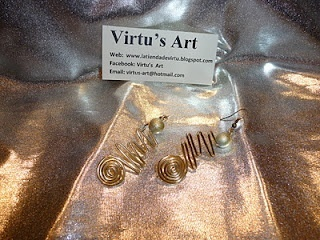 Virtu's Art
Web: www.latiendadevirtu.blogspot.com
Facebook: Virtu's Art
Email: virtus-art@hotmail.com